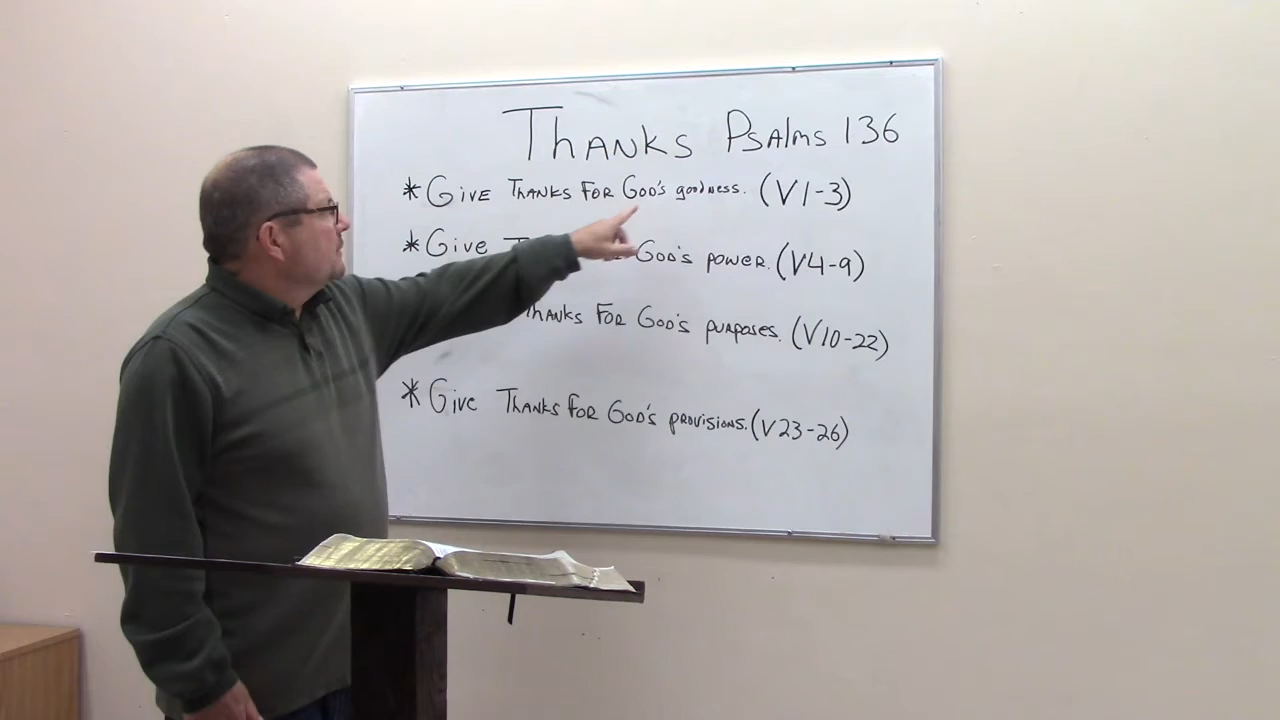 THANKS PSAlms 136
* GIVE THANKS FOR GOD'S goodness. (V1-3)
* Give GOD'S power. (V4-9)
THANKS FOR GOD'S purposes. (V10-22)
* Give THANKS FOR GOD'S provisions. (V23-26)